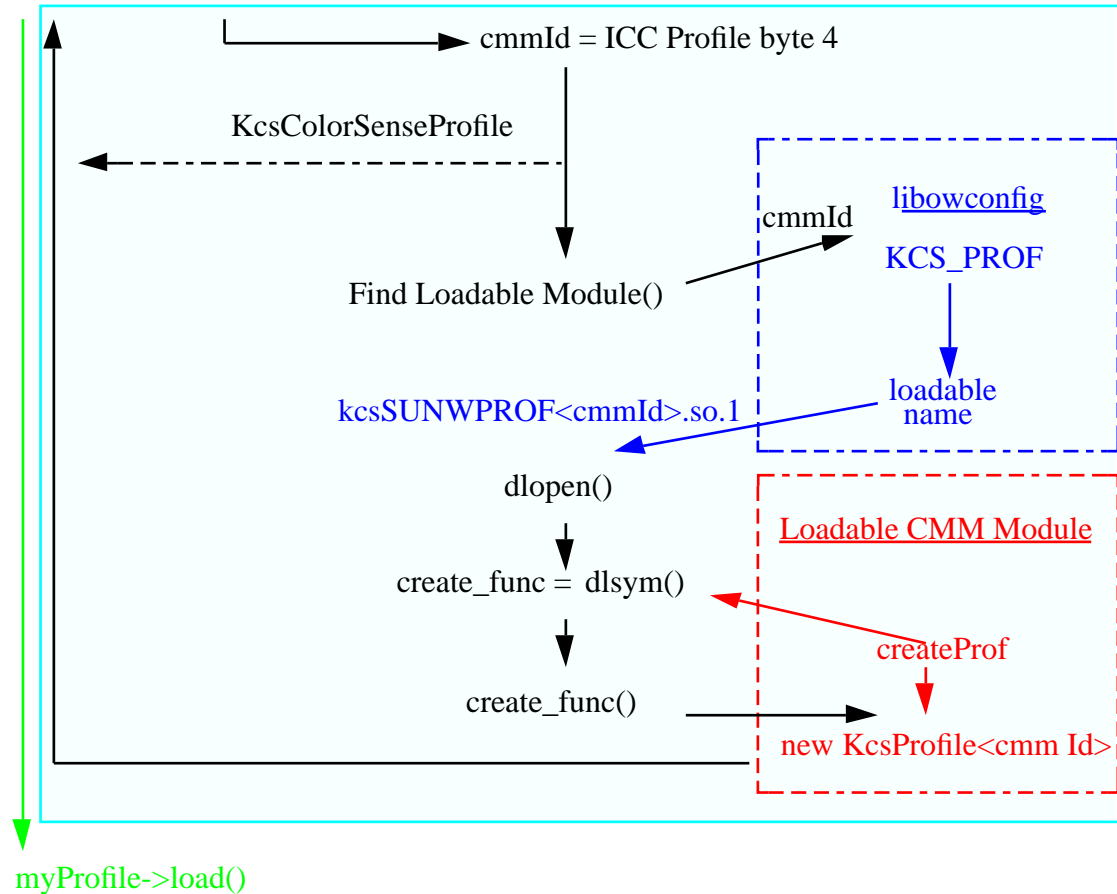 cmmId = ICC Profile byte 4
KcsColorSenseProfile
libowconfig
cmmId
KCS_PROF
Find Loadable Module()
loadable
name
kcsSUNWPROF<cmmId>.so.1
dlopen()
Loadable CMM Module
create_func = dlsym()
createProf
create_func()
new KcsProfile<cmm Id>
myProfile->load()